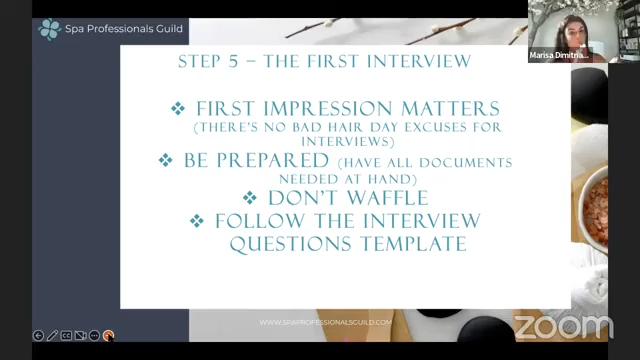 Spa Professionals Guild
STEP 5 – THE FIRST INTERVIEW
❖ FIRST IMPRESSION MATTERS
(THERE'S NO BAD HAIR DAY EXCUSES FOR
INTERVIEWS)
❖ BE PREPARED (HAVE ALL DOCUMENTS
NEEDED AT HAND)
❖ DON'T WAFFLE
❖ FOLLOW THE INTERVIEW
QUESTIONS TEMPLATE
WWW.SPAPROFESSIONALSGUILD.COM
Marisa Dimitria...
CC
zoom